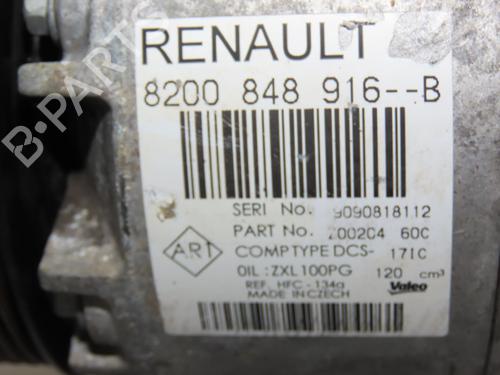 RENAULT
8200 848 916--B
SERI No. 9090818112
PART No. Z0020460C
AR1
COMPTYPE DCS- 17IC
OIL :ZXL100PG 120 cm³
REF. HFC - 134a
MADE IN CZECH
Valeo
B-PARTS